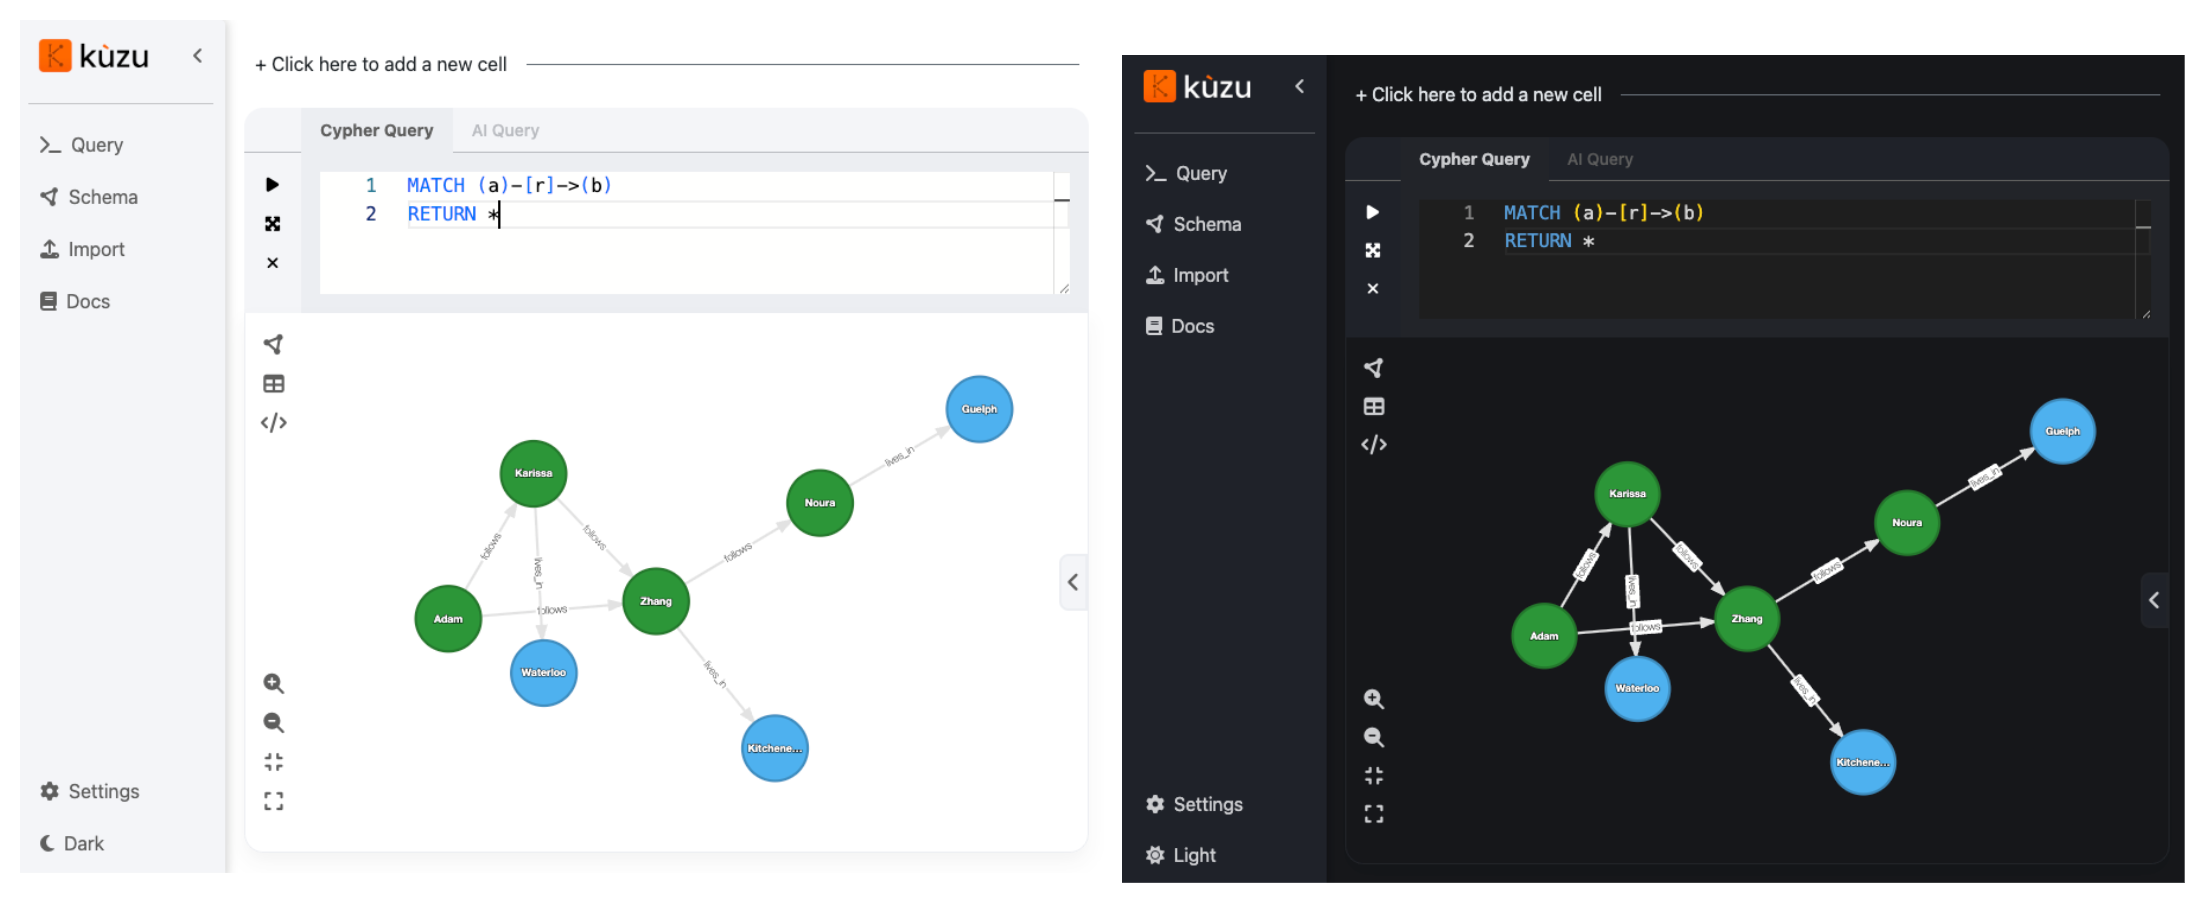 kùzu
Query
Schema
Import
Docs
Settings
Dark
+ Click here to add a new cell
Cypher Query
AI Query
1 MATCH (a)-[r]->(b)
2 RETURN *
Guelph
Karissa
Noura
lives_in
follows
follows
lives_in
follows
Zhang
follows
Adam
Waterloo
lives_in
Kitchene...
kùzu
Query
Schema
Import
Docs
Settings
Light
+ Click here to add a new cell
Cypher Query
AI Query
1 MATCH (a)-[r]->(b)
2 RETURN *
Guelph
Karissa
Noura
lives_in
follows
follows
lives_in
follows
Zhang
follows
Adam
Waterloo
lives_in
Kitchene...